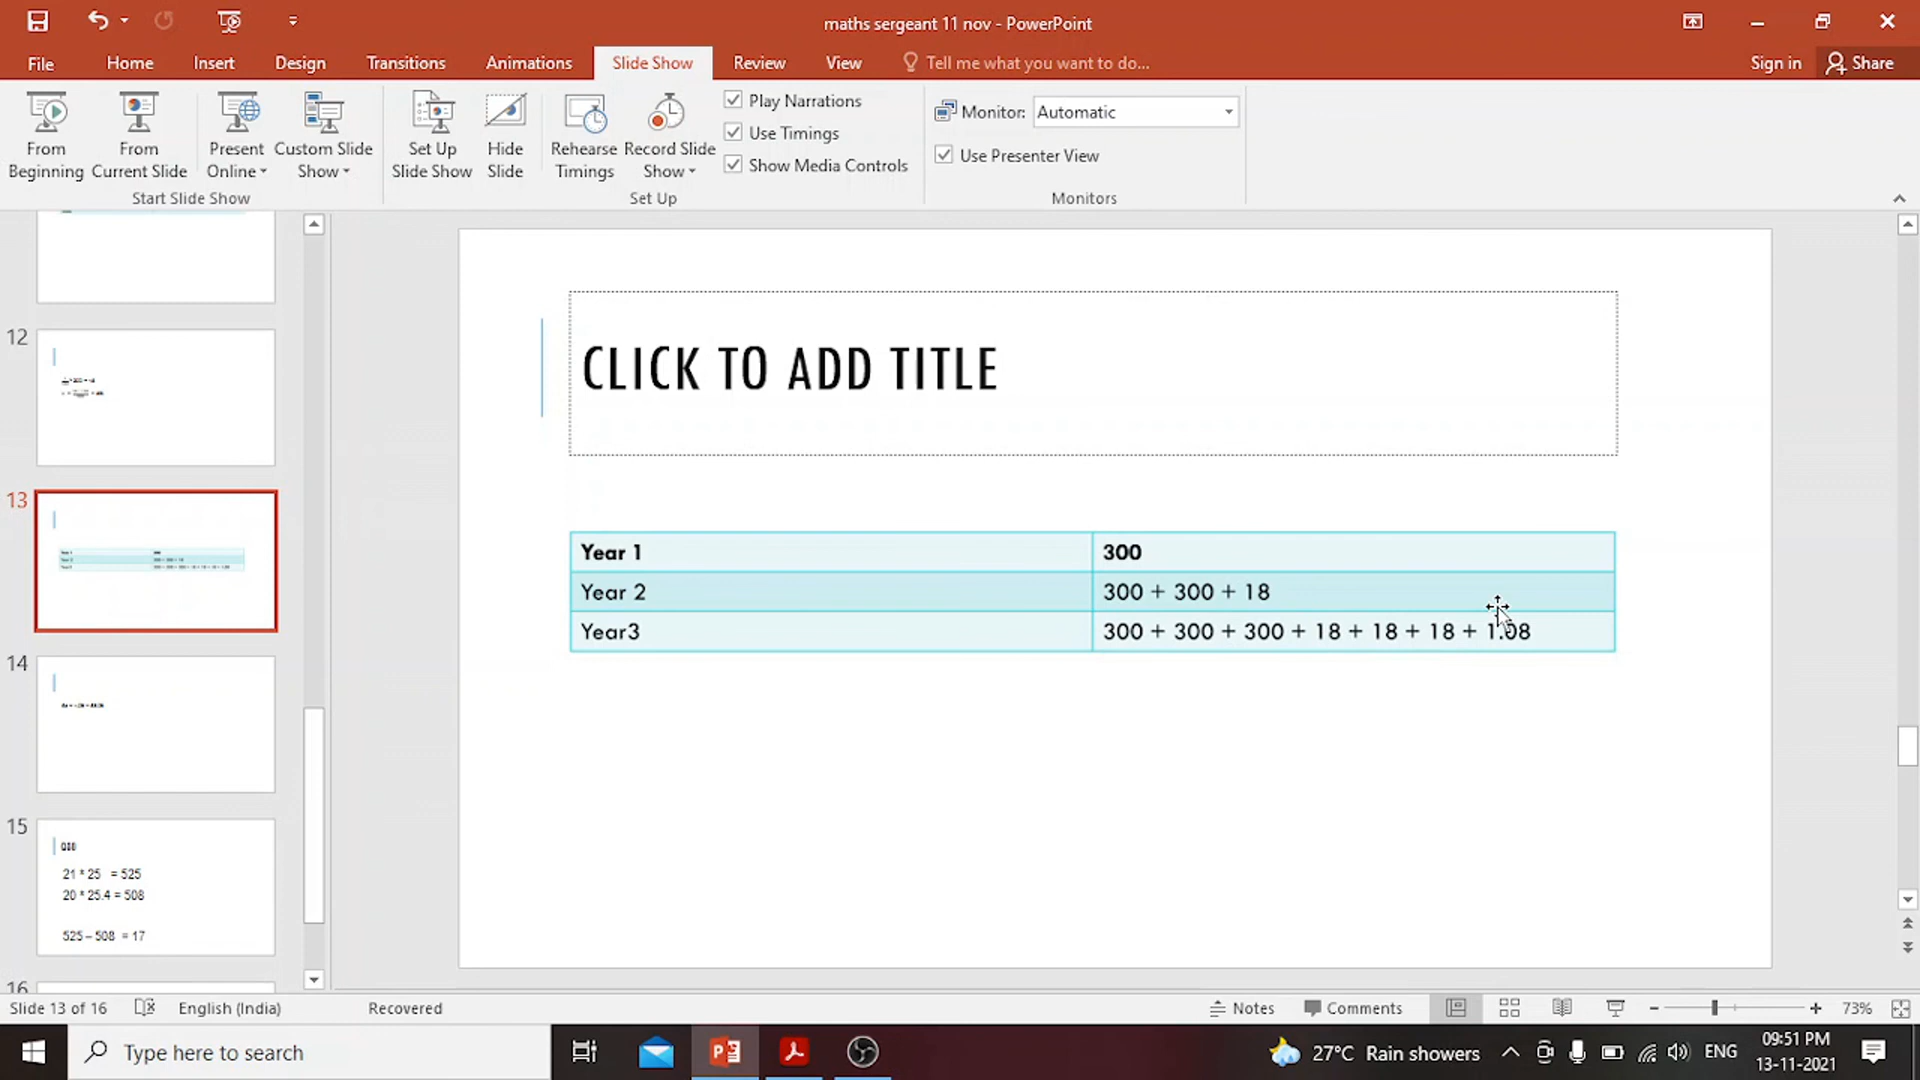 maths sergeant 11 nov - PowerPoint
File Home Insert Design Transitions Animations Slide Show Review View Tell me what you want to do... Sign in Share
From Beginning
From Current Slide
Present Online
Custom Slide Show
Set Up Slide Show
Hide Slide
Rehearse Timings
Record Slide Show
Play Narrations
Use Timings
Show Media Controls
Monitor: Automatic
Use Presenter View
Start Slide Show Set Up Monitors
12
13
14
15
Q88
21 * 25 = 525
20 * 25.4 = 508
525 – 508 = 17
16
CLICK TO ADD TITLE
Year 1 300
Year 2 300 + 300 + 18
Year3 300 + 300 + 300 + 18 + 18 + 18 + 1.08
Slide 13 of 16 English (India) Recovered Notes Comments 73%
Type here to search
27°C Rain showers ENG
09:51 PM
13-11-2021